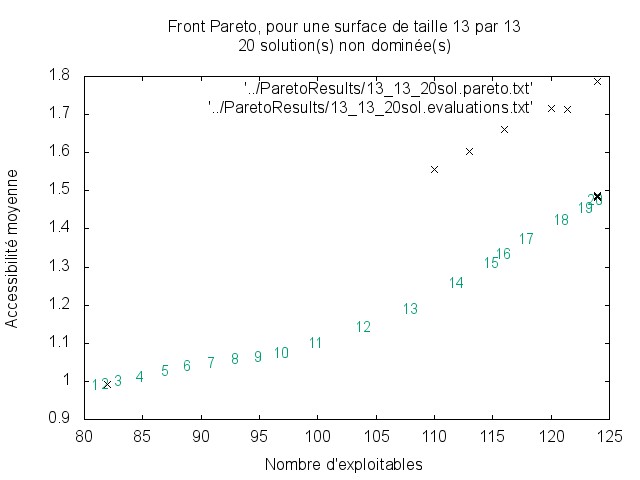 Front Pareto, pour une surface de taille 13 par 13
20 solution(s) non dominée(s)
1.8
'../ParetoResults/13_13_20sol.pareto.txt'
1.7
'../ParetoResults/13_13_20sol.evaluations.txt'
1.6
1.5
1.4
1.3
1.2
1.1
1
0.9
Accessibilité moyenne
1 2 3 4 5 6 7 8 9 10 11 12 13 14 15 16 17 18 19 20
80 85 90 95 100 105 110 115 120 125
Nombre d'exploitables